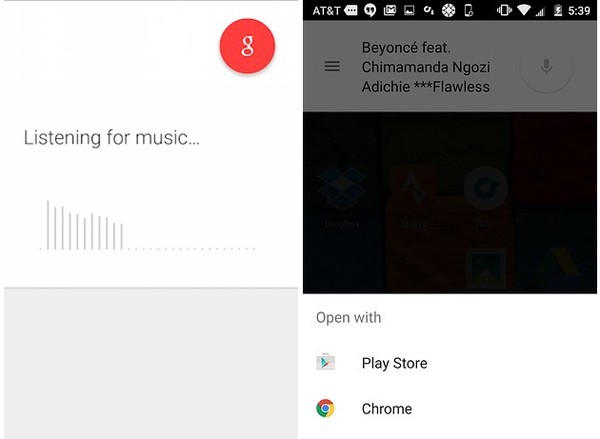 g
Listening for music...
AT&T 5:39
Beyoncé feat.
Chimamanda Ngozi
Adichie ***Flawless
Dropbox
Open with
Play Store
Chrome